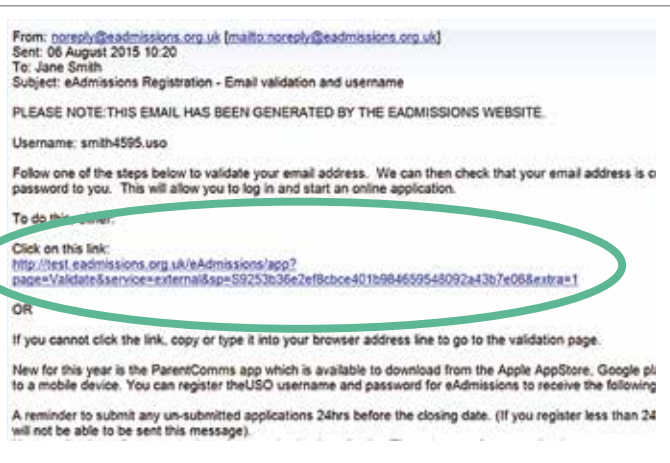 From: noreply@eadmissions.org.uk [mailto:noreply@eadmissions.org.uk]
Sent: 06 August 2015 10:20
To: Jane Smith
Subject: eAdmissions Registration - Email validation and username
PLEASE NOTE:THIS EMAIL HAS BEEN GENERATED BY THE EADMISSIONS WEBSITE.
Username: smith4595.uso
Follow one of the steps below to validate your email address. We can then check that your email address is
password to you. This will allow you to log in and start an online application.
To do this, either:
Click on this link:
http://test.eadmissions.org.uk/eAdmissions/app?
page=Validate&service=external&sp=S9253b36e2ef8cbce401b984659548092a43b7e06&extra=1
OR
If you cannot click the link, copy or type it into your browser address line to go to the validation page.
New for this year is the ParentComms app which is available to download from the Apple AppStore, Google
to a mobile device. You can register theUSO username and password for eAdmissions to receive the following
A reminder to submit any un-submitted applications 24hrs before the closing date. (If you register less than 24
will not be able to be sent this message).